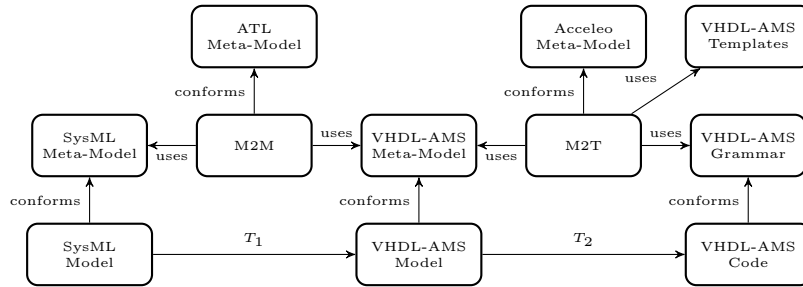 ATL
Meta-Model
Acceleo
Meta-Model
VHDL-AMS
Templates
conforms
conforms
uses
SysML
Meta-Model
uses
M2M
uses
VHDL-AMS
Meta-Model
uses
M2T
uses
VHDL-AMS
Grammar
conforms
conforms
conforms
SysML
Model
T1
VHDL-AMS
Model
T2
VHDL-AMS
Code